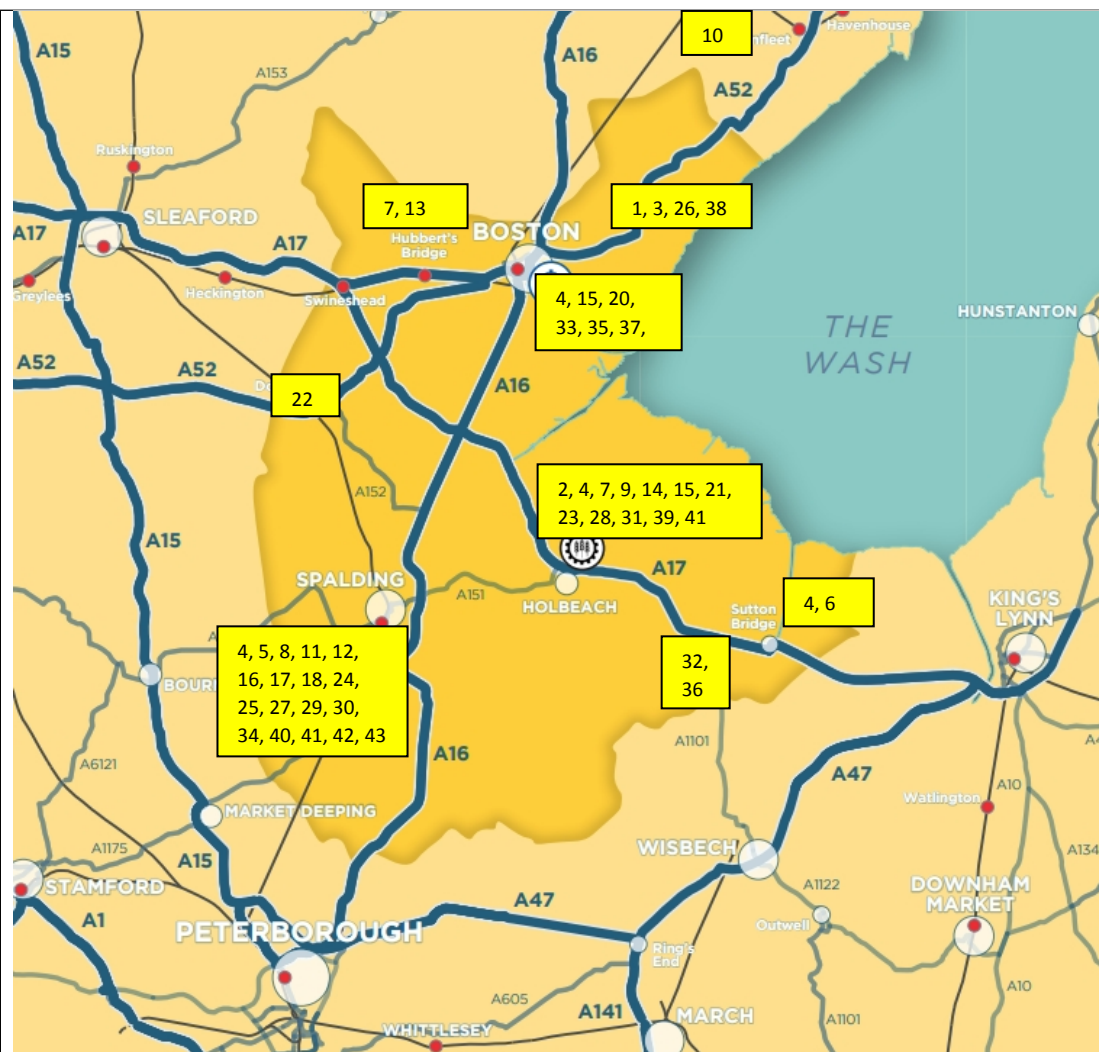 10
nfleet
Havenhouse
A15
A16
A153
A52
Ruskington
7, 13
1, 3, 26, 38
SLEAFORD
A17
A17
BOSTON
Hubbert's
Bridge
Greylees
Heckington
Swineshead
4, 15, 20,
33, 35, 37,
HUNSTANTON
THE
WASH
A52
A52
Do
22
A16
2, 4, 7, 9, 14, 15, 21,
23, 28, 31, 39, 41
A152
A15
SPALDING
A151
HOLBEACH
A17
Sutton
Bridge
4, 6
KING'S
LYNN
4, 5, 8, 11, 12,
16, 17, 18, 24,
25, 27, 29, 30,
34, 40, 41, 42, 43
32,
36
BOUR
A
A16
A1101
A4
A6121
A47
A10
Watlington
MARKET DEEPING
A1175
A15
WISBECH
A134
STAMFORD
A1122
DOWNHAM
MARKET
A1
A47
Outwell
PETERBOROUGH
Ring's
End
A605
A141
MARCH
A1101
A10
WHITTLESEY